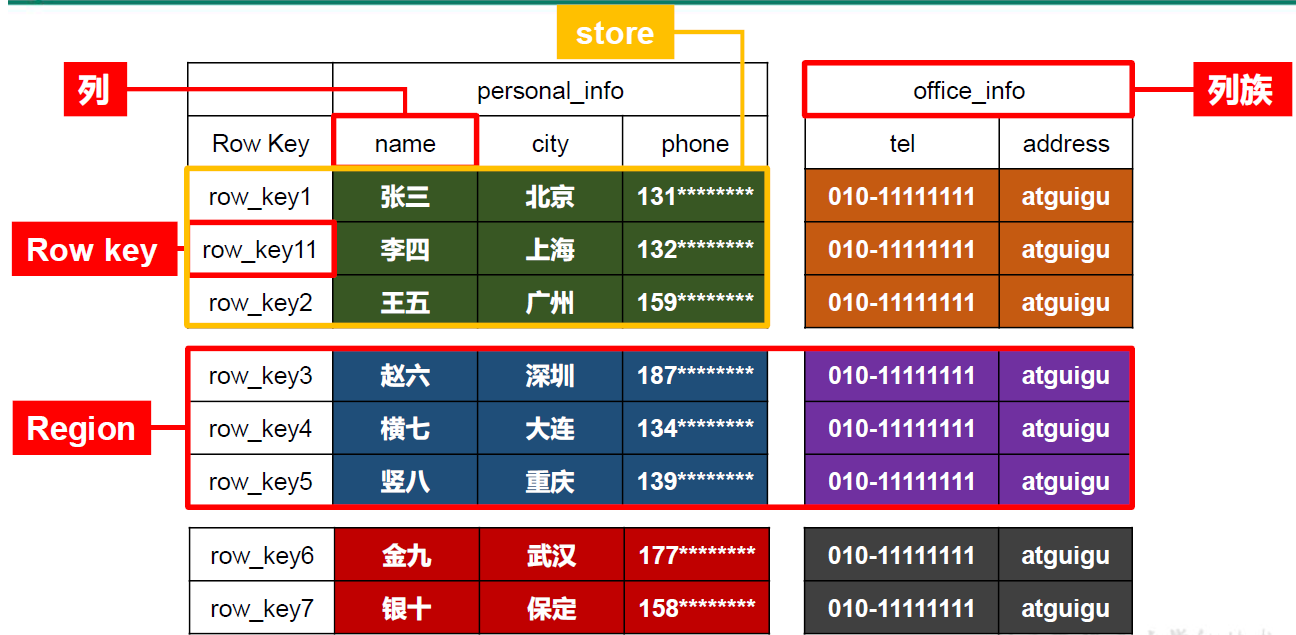 store
列 personal_info office_info 列族
Row Key name city phone tel address
row_key1 张三 北京 131******** 010-11111111 atguigu
Row key row_key11 李四 上海 132******** 010-11111111 atguigu
row_key2 王五 广州 159******** 010-11111111 atguigu
row_key3 赵六 深圳 187******** 010-11111111 atguigu
Region row_key4 横七 大连 134******** 010-11111111 atguigu
row_key5 竖八 重庆 139******** 010-11111111 atguigu
row_key6 金九 武汉 177******** 010-11111111 atguigu
row_key7 银十 保定 158******** 010-11111111 atguigu